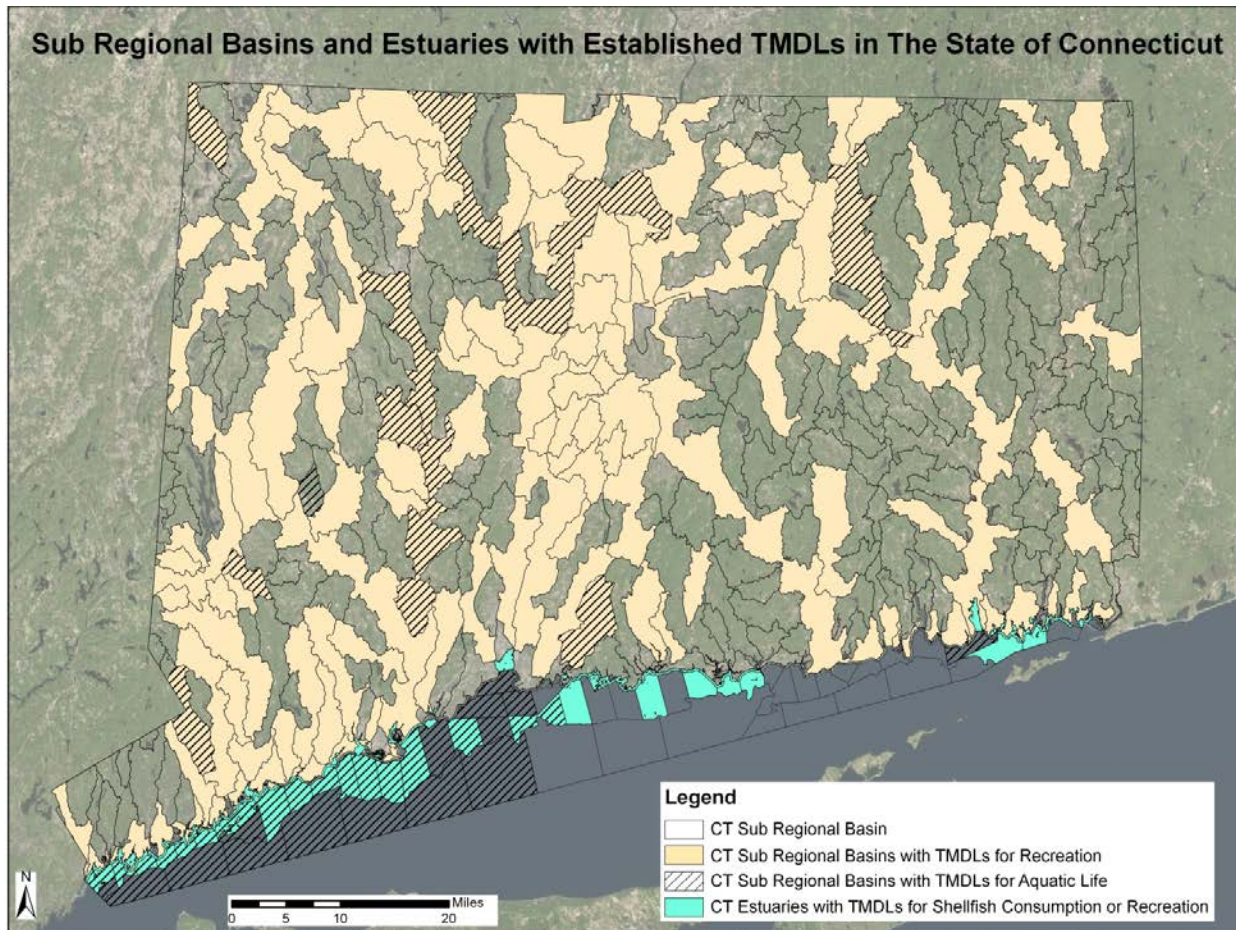 Sub Regional Basins and Estuaries with Established TMDLs in The State of Connecticut
Legend
CT Sub Regional Basin
CT Sub Regional Basins with TMDLs for Recreation
CT Sub Regional Basins with TMDLs for Aquatic Life
CT Estuaries with TMDLs for Shellfish Consumption or Recreation
N
Miles
0 5 10 20